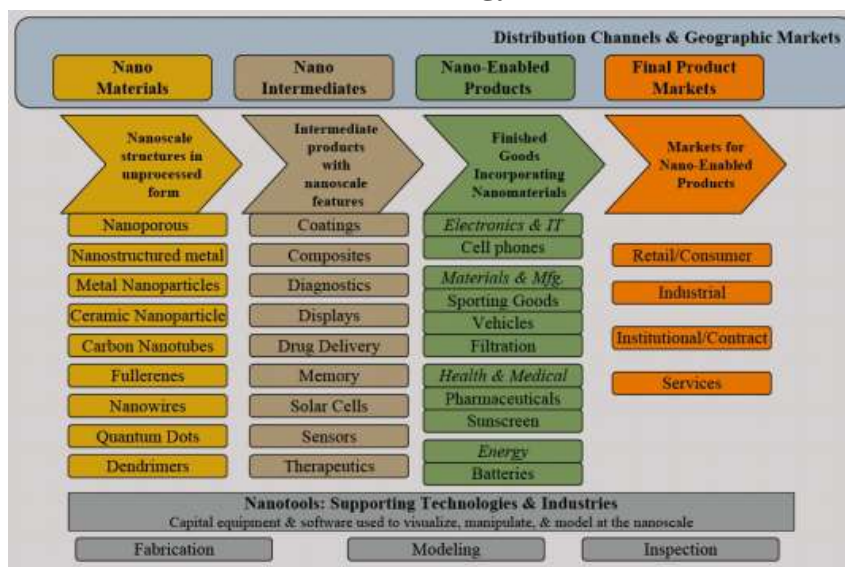 Distribution Channels & Geographic Markets
Nano
Materials
Nano
Intermediates
Nano-Enabled
Products
Final Product
Markets
Nanoscale
structures in
unprocessed
form
Intermediate
products
with
nanoscale
features
Finished
Goods
Incorporating
Nanomaterials
Markets for
Nano-Enabled
Products
Nanoporous
Nanostructured metal
Metal Nanoparticles
Ceramic Nanoparticle
Carbon Nanotubes
Fullerenes
Nanowires
Quantum Dots
Dendrimers
Coatings
Composites
Diagnostics
Displays
Drug Delivery
Memory
Solar Cells
Sensors
Therapeutics
Electronics & IT
Cell phones
Materials & Mfg.
Sporting Goods
Vehicles
Filtration
Health & Medical
Pharmaceuticals
Sunscreen
Energy
Batteries
Retail/Consumer
Industrial
Institutional/Contract
Services
Nanotools: Supporting Technologies & Industries
Capital equipment & software used to visualize, manipulate, & model at the nanoscale
Fabrication
Modeling
Inspection